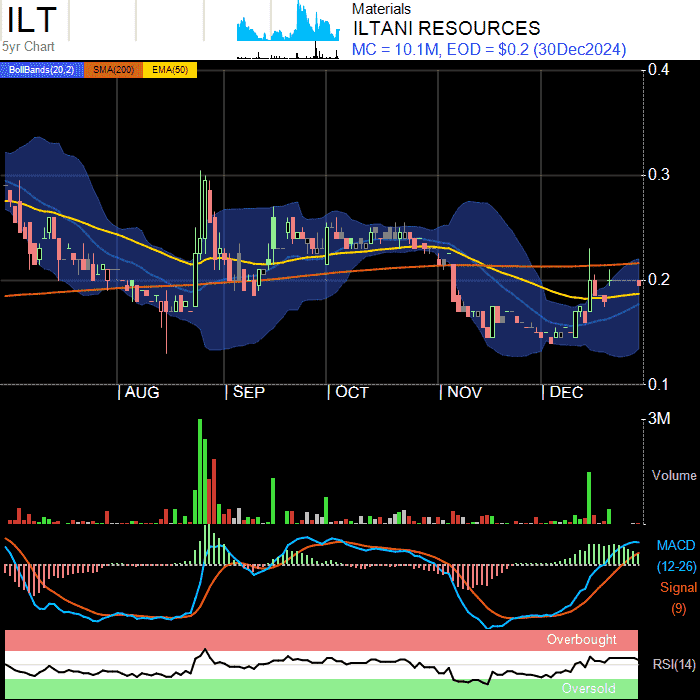 ILT
5yr Chart
Materials
ILTANI RESOURCES
MC = 10.1M, EOD = $0.2 (30Dec2024)
BollBands(20,2) SMA(200) EMA(50)
0.4
0.3
0.2
0.1
AUG SEP OCT NOV DEC
3M
Volume
MACD
(12-26)
Signal
(9)
Overbought
RSI(14)
Oversold